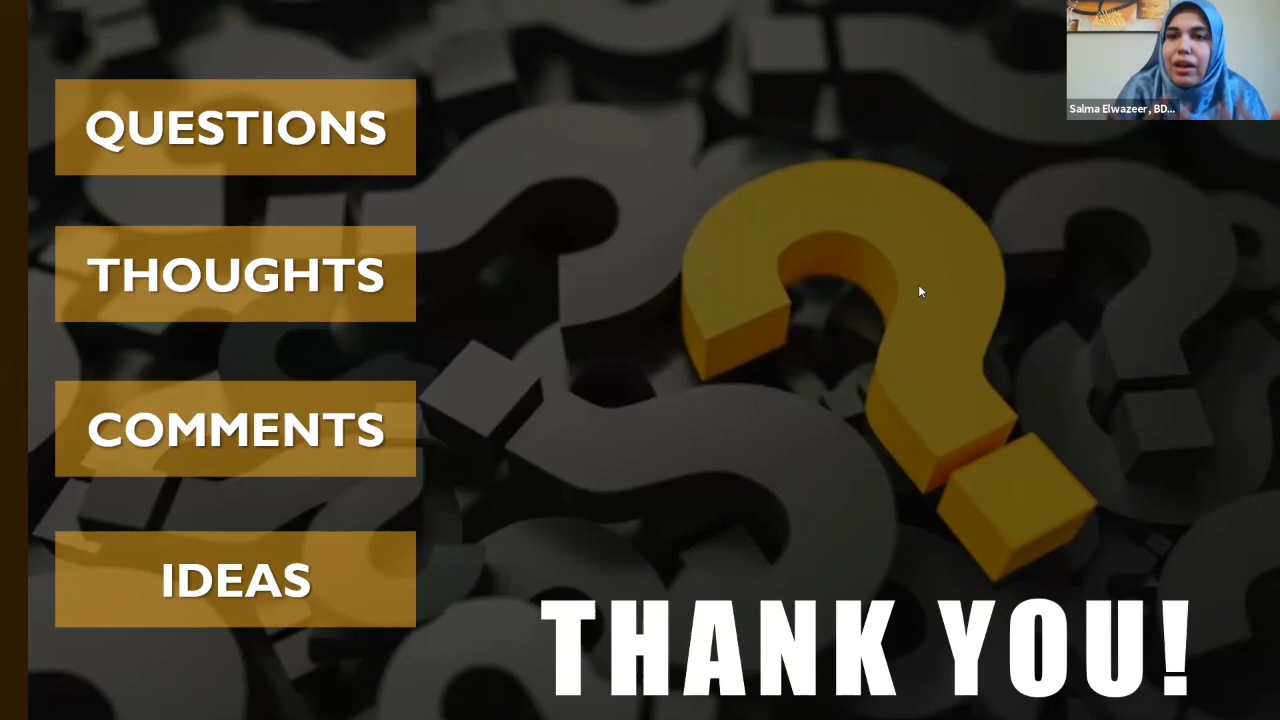 QUESTIONS
THOUGHTS
COMMENTS
IDEAS
THANK YOU!
Salma Elwazeer, BD...